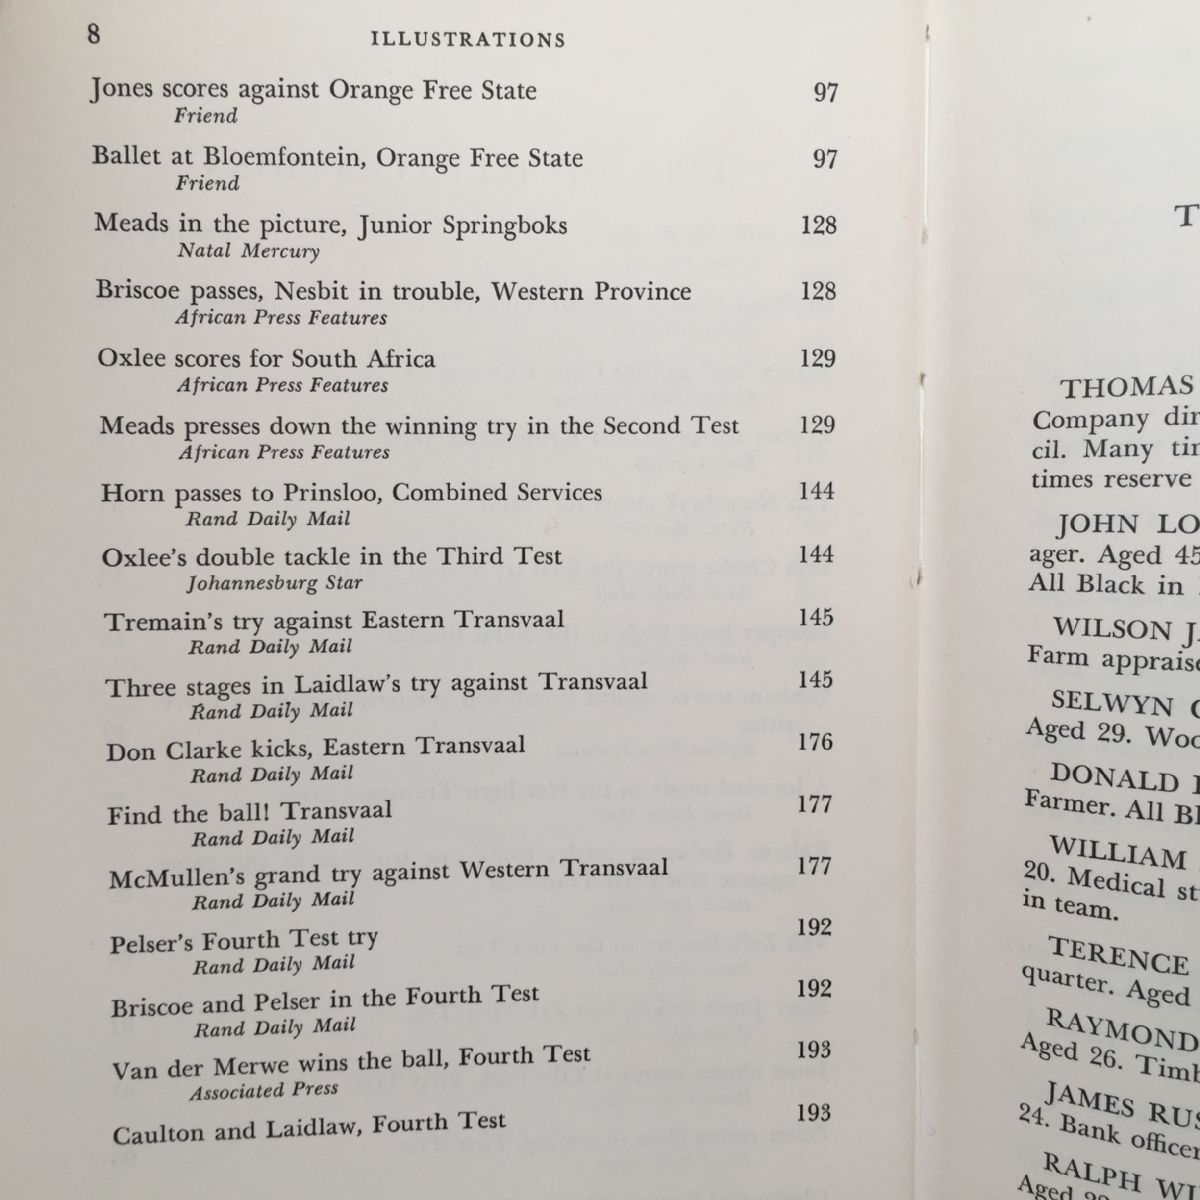 8
ILLUSTRATIONS
Jones scores against Orange Free State 97
Friend
Ballet at Bloemfontein, Orange Free State 97
Friend
Meads in the picture, Junior Springboks 128
Natal Mercury
Briscoe passes, Nesbit in trouble, Western Province 128
African Press Features
Oxlee scores for South Africa 129
African Press Features
Meads presses down the winning try in the Second Test 129
African Press Features
Horn passes to Prinsloo, Combined Services 144
Rand Daily Mail
Oxlee's double tackle in the Third Test 144
Johannesburg Star
Tremain's try against Eastern Transvaal 145
Rand Daily Mail
Three stages in Laidlaw's try against Transvaal 145
Rand Daily Mail
Don Clarke kicks, Eastern Transvaal 176
Rand Daily Mail
Find the ball! Transvaal 177
Rand Daily Mail
McMullen's grand try against Western Transvaal 177
Rand Daily Mail
Pelser's Fourth Test try 192
Rand Daily Mail
Briscoe and Pelser in the Fourth Test 192
Rand Daily Mail
Van der Merwe wins the ball, Fourth Test 193
Associated Press
Caulton and Laidlaw, Fourth Test 193
T
THOMAS
Company dir
cil. Many tin
times reserve
JOHN LO
ager. Aged 45
All Black in
WILSON J
Farm appraise
SELWYN
Aged 29. Woo
DONALD
Farmer. All Bl
WILLIAM
20. Medical st
in team.
TERENCE
quarter. Aged
RAYMOND
Aged 26. Timb
JAMES RUS
24. Bank officer
RALPH WI
Aged